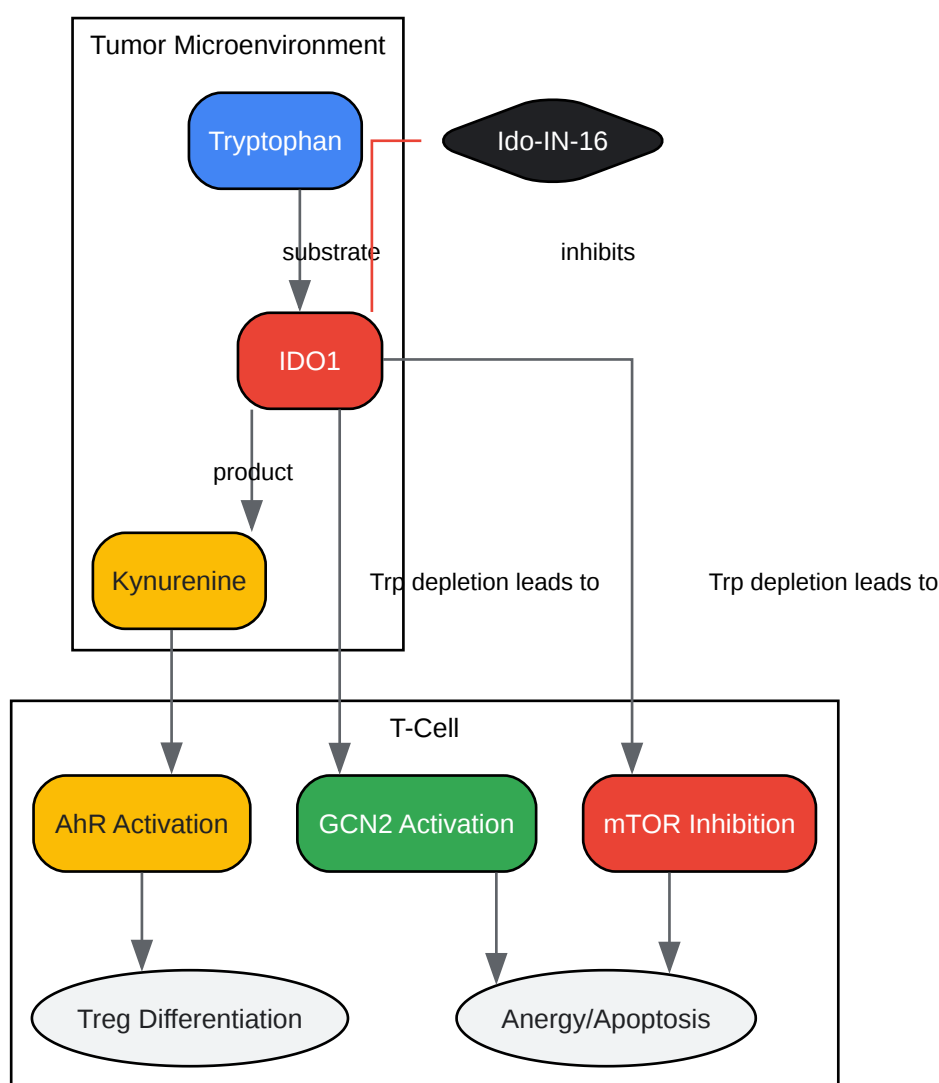 Tumor Microenvironment
Tryptophan
Ido-IN-16
substrate
inhibits
IDO1
product
Kynurenine
Trp depletion leads to
Trp depletion leads to
T-Cell
AhR Activation
GCN2 Activation
mTOR Inhibition
Treg Differentiation
Anergy/Apoptosis